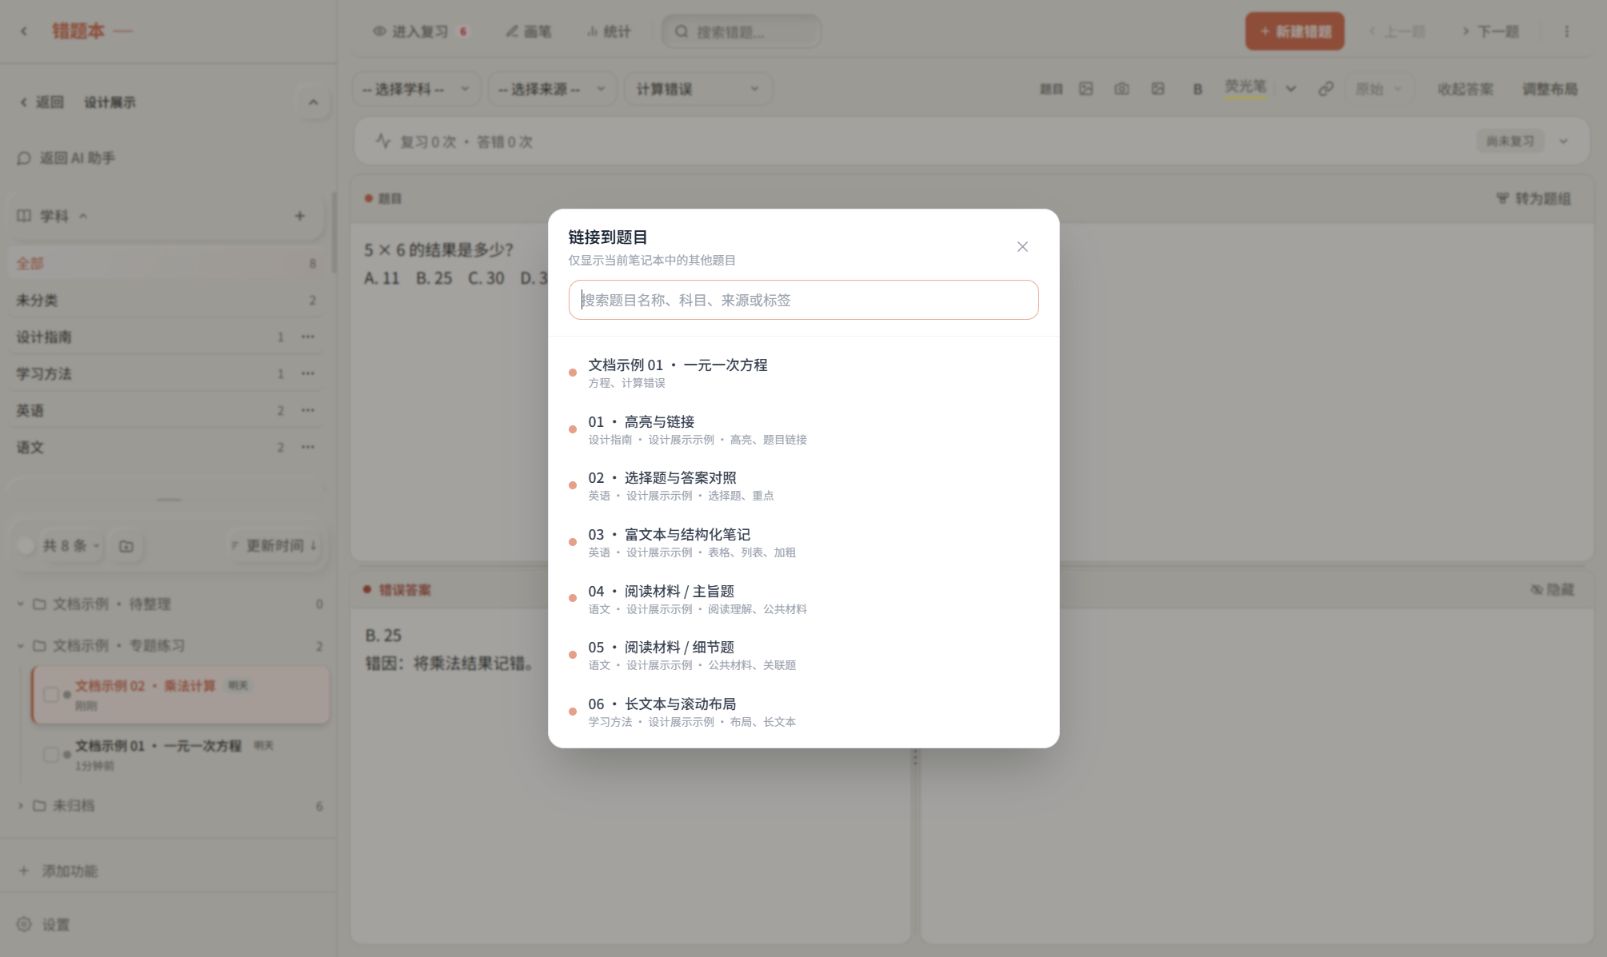 错题本
进入复习 6
画笔
统计
搜索错题...
+ 新建错题
上一题
下一题
返回 设计展示
-- 选择学科 --
-- 选择来源 --
计算错误
题目
B
荧光笔
原始
收起答案
调整布局
返回 AI 助手
复习 0 次 · 答错 0 次
尚未复习
学科
+
全部 8
未分类 2
设计指南 1 ···
学习方法 1 ···
英语 2 ···
语文 2 ···
共 8 条
更新时间 ↓
文档示例 · 待整理 0
文档示例 · 专题练习 2
文档示例 02 · 乘法计算 明天
刚刚
文档示例 01 · 一元一次方程 明天
1分钟前
未归档 6
+ 添加功能
设置
题目
转为题组
5 × 6 的结果是多少？
A. 11 B. 25 C. 30 D. 3
错误答案
隐藏
B. 25
错因：将乘法结果记错。
链接到题目
仅显示当前笔记本中的其他题目
搜索题目名称、科目、来源或标签
文档示例 01 · 一元一次方程
方程、计算错误
01 · 高亮与链接
设计指南 · 设计展示示例 · 高亮、题目链接
02 · 选择题与答案对照
英语 · 设计展示示例 · 选择题、重点
03 · 富文本与结构化笔记
英语 · 设计展示示例 · 表格、列表、加粗
04 · 阅读材料 / 主旨题
语文 · 设计展示示例 · 阅读理解、公共材料
05 · 阅读材料 / 细节题
语文 · 设计展示示例 · 公共材料、关联题
06 · 长文本与滚动布局
学习方法 · 设计展示示例 · 布局、长文本